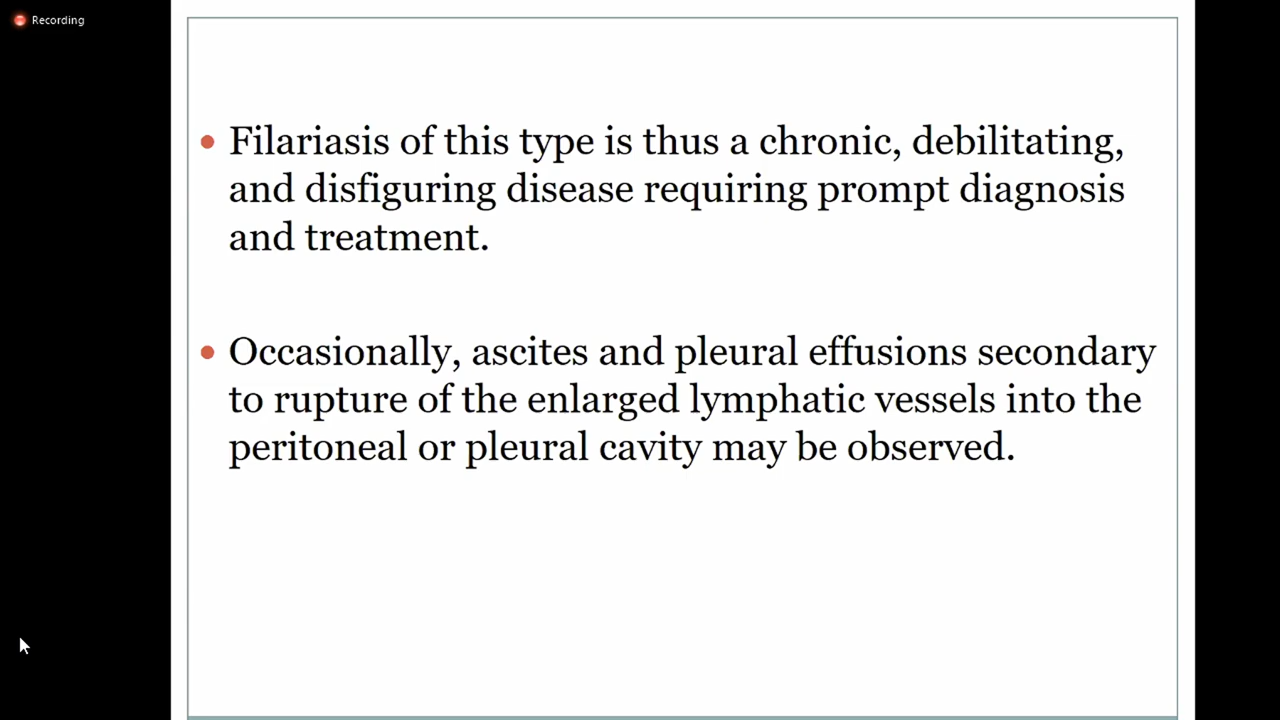 Recording
Filariasis of this type is thus a chronic, debilitating,
and disfiguring disease requiring prompt diagnosis
and treatment.
Occasionally, ascites and pleural effusions secondary
to rupture of the enlarged lymphatic vessels into the
peritoneal or pleural cavity may be observed.